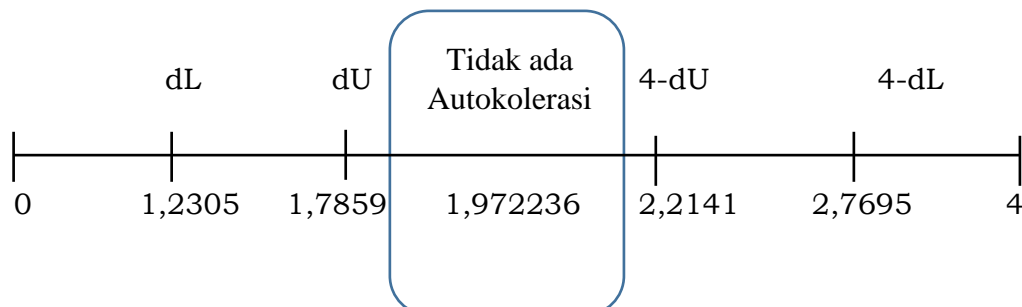 Tidak ada
Autokolerasi
dL dU 4-dU 4-dL
0 1,2305 1,7859 1,972236 2,2141 2,7695 4